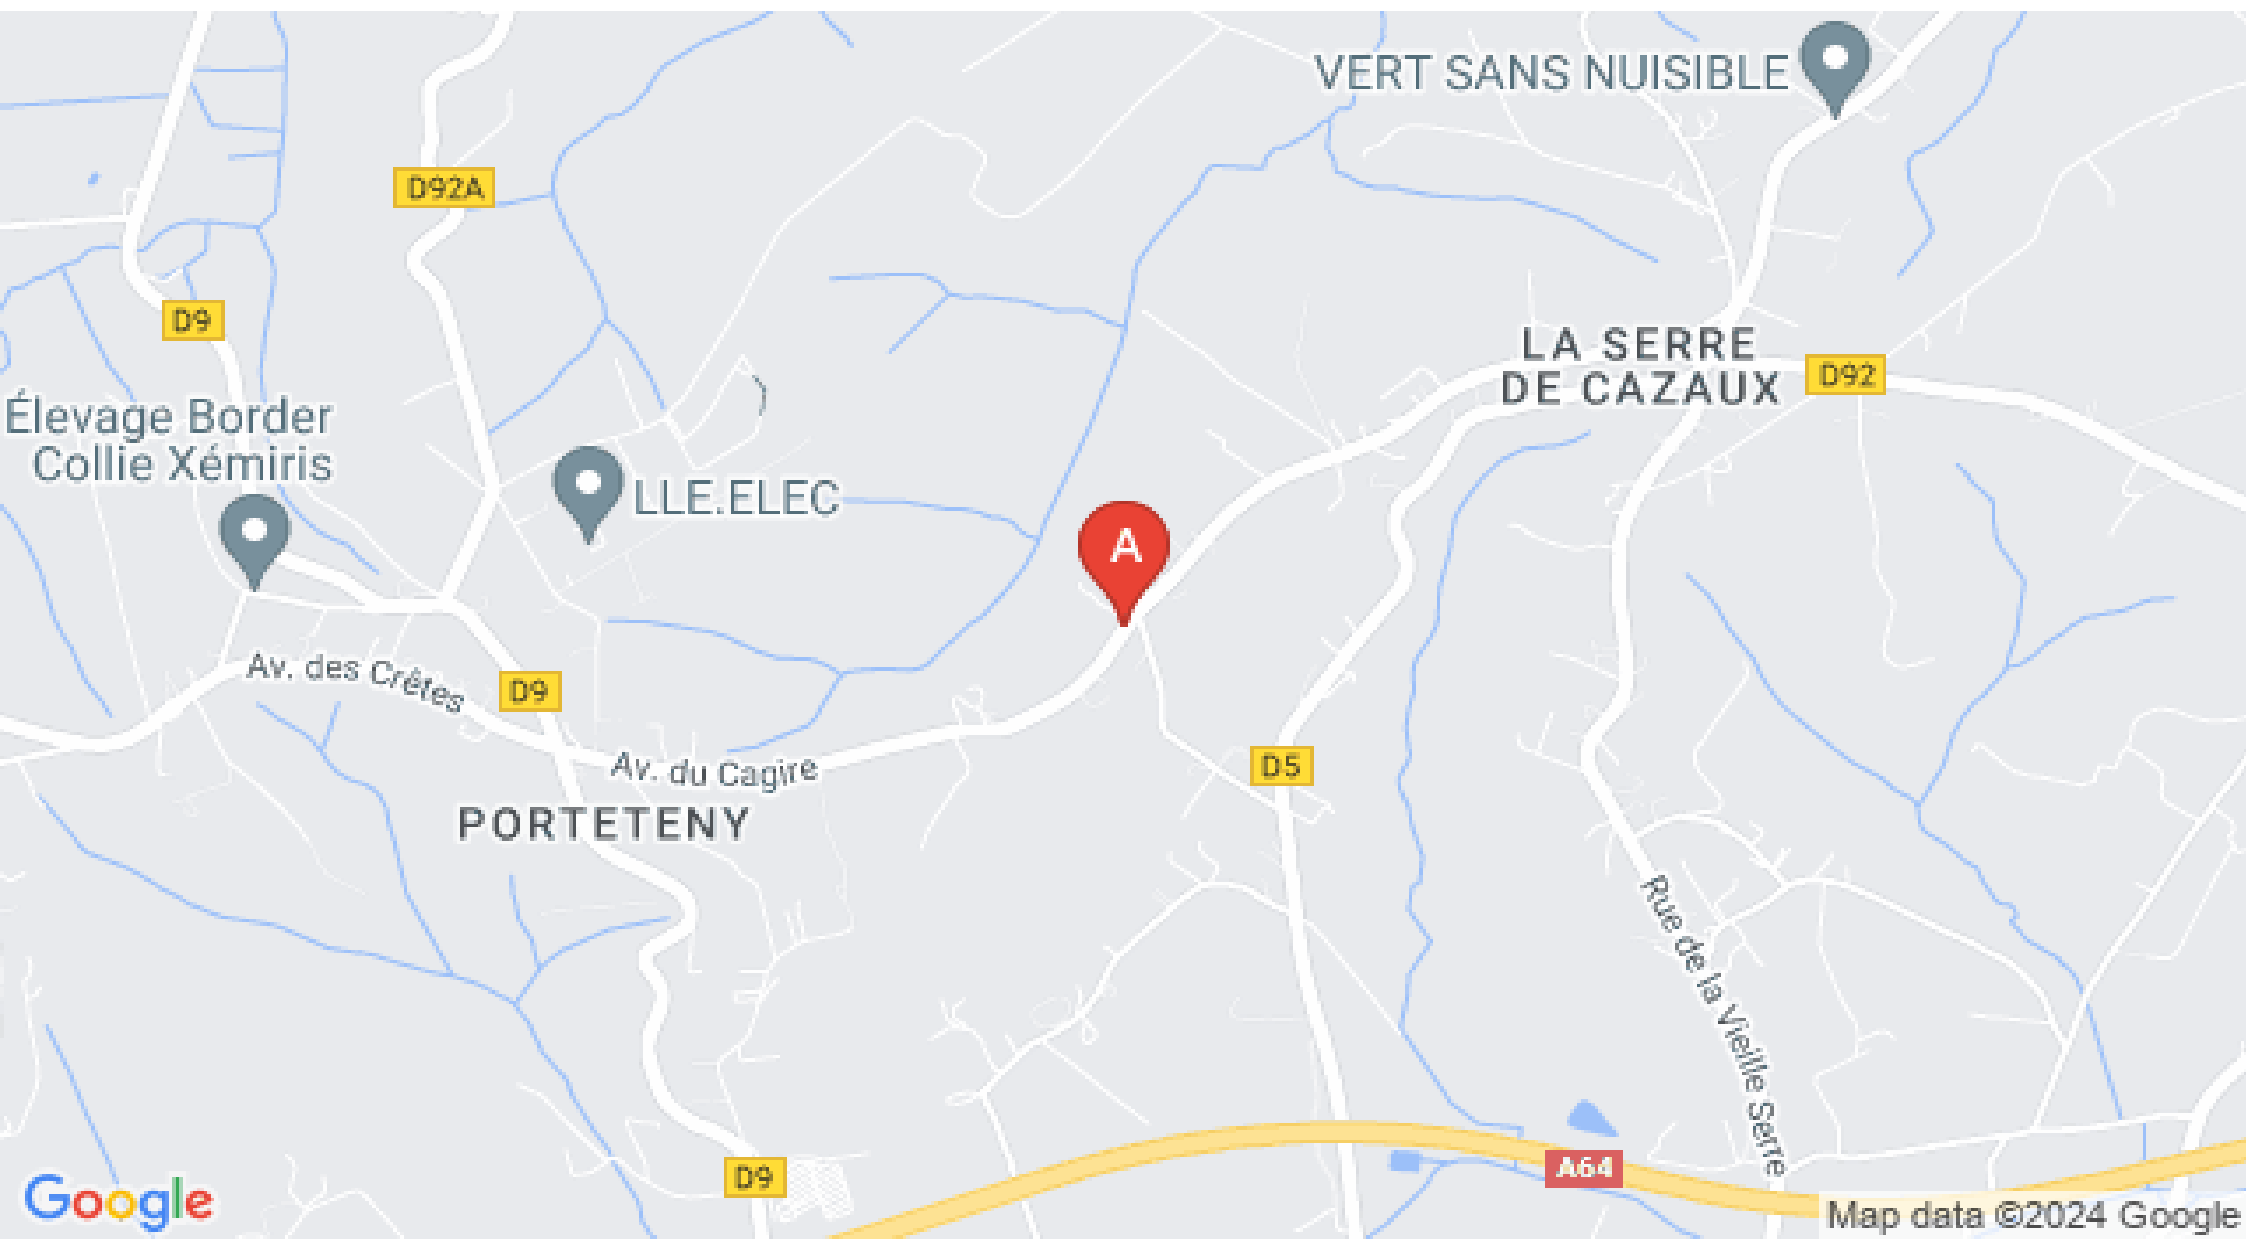 VERT SANS NUISIBLE
D92A
D9
LA SERRE
DE CAZAUX
D92
Élevage Border
Collie Xémiris
LLE.ELEC
A
Av. des Crêtes
D9
Av. du Cagire
D5
PORTETENY
Rue de la Vieille Serre
A64
D9
Google
Map data ©2024 Google